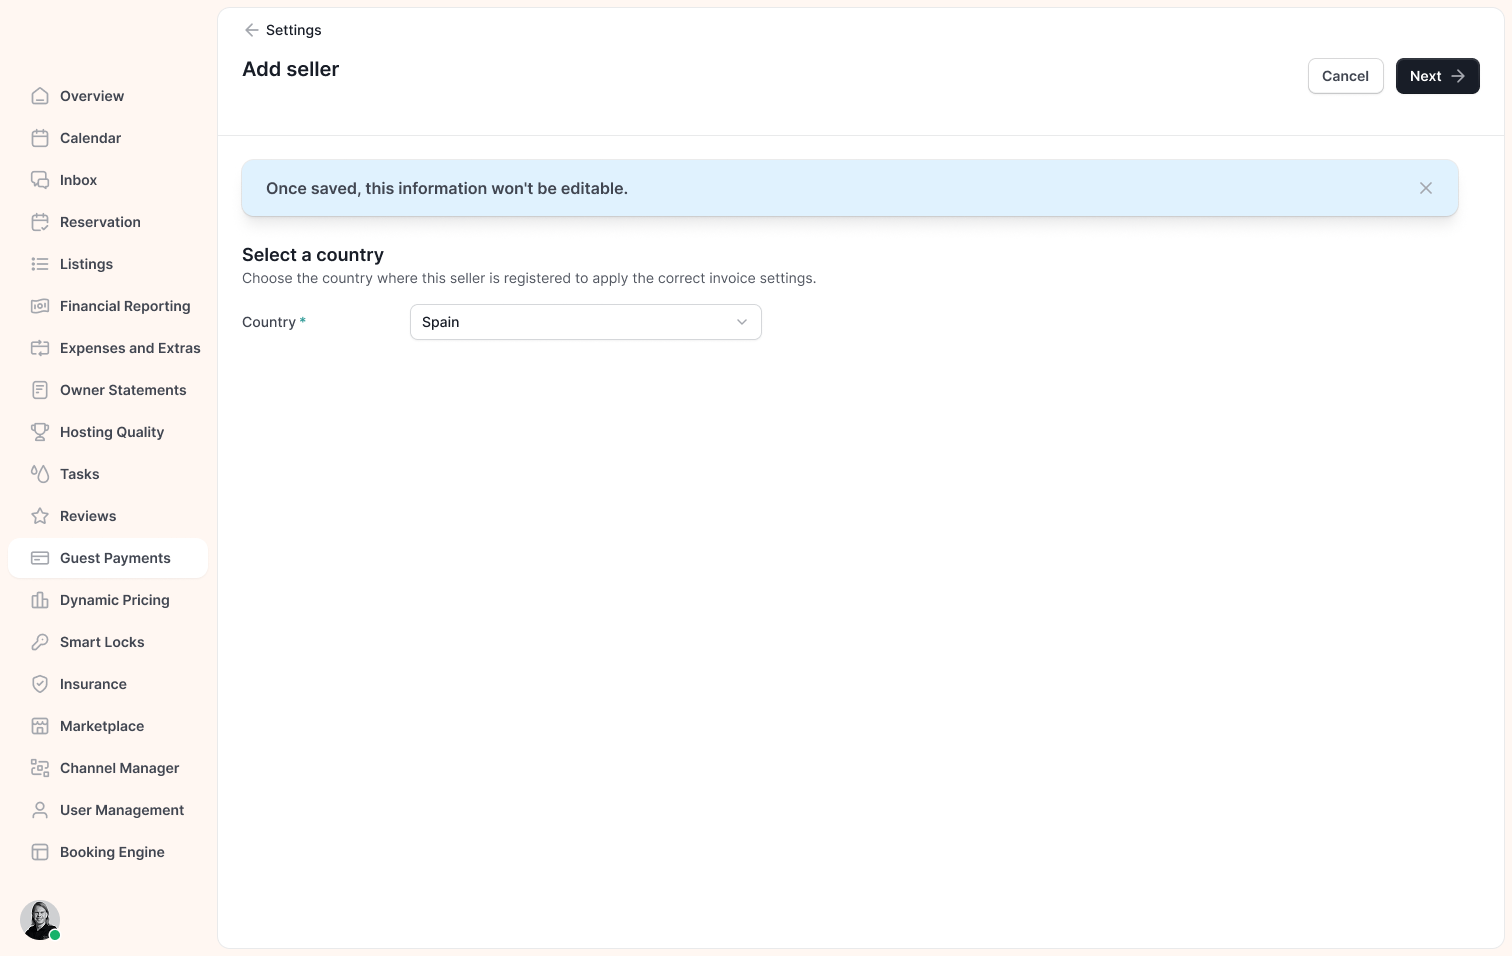 Settings
Add seller
Cancel
Next
Overview
Calendar
Inbox
Reservation
Listings
Financial Reporting
Expenses and Extras
Owner Statements
Hosting Quality
Tasks
Reviews
Guest Payments
Dynamic Pricing
Smart Locks
Insurance
Marketplace
Channel Manager
User Management
Booking Engine
Once saved, this information won't be editable.
Select a country
Choose the country where this seller is registered to apply the correct invoice settings.
Country *
Spain